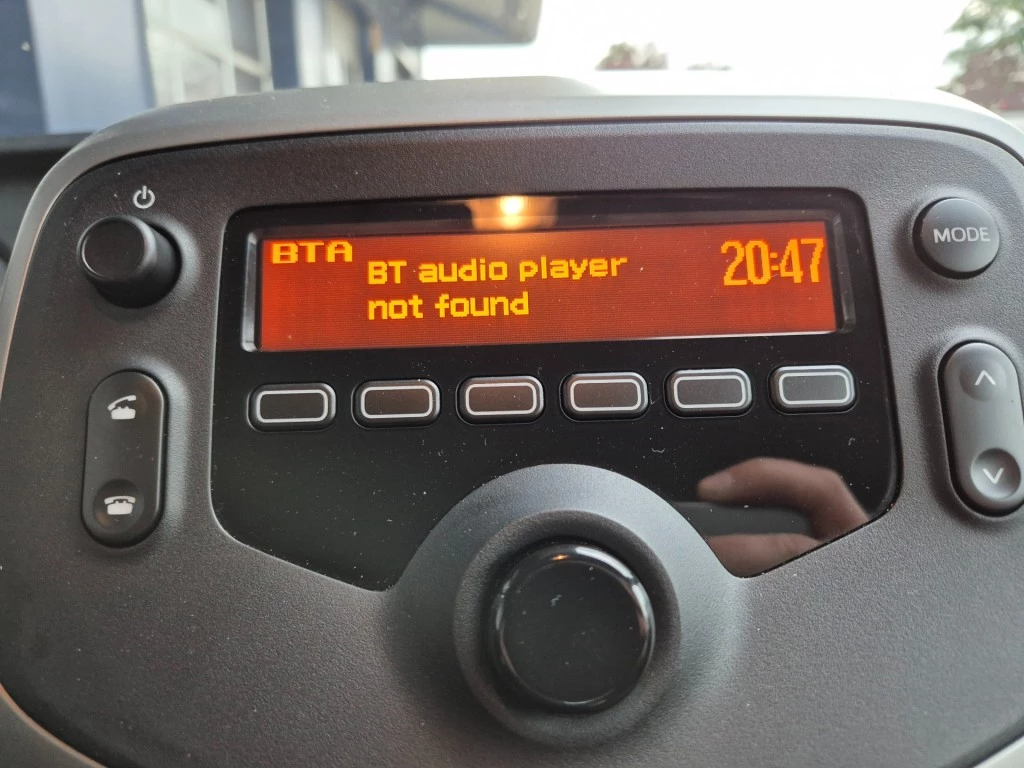 BTA
BT audio player
not found
20:47
MODE